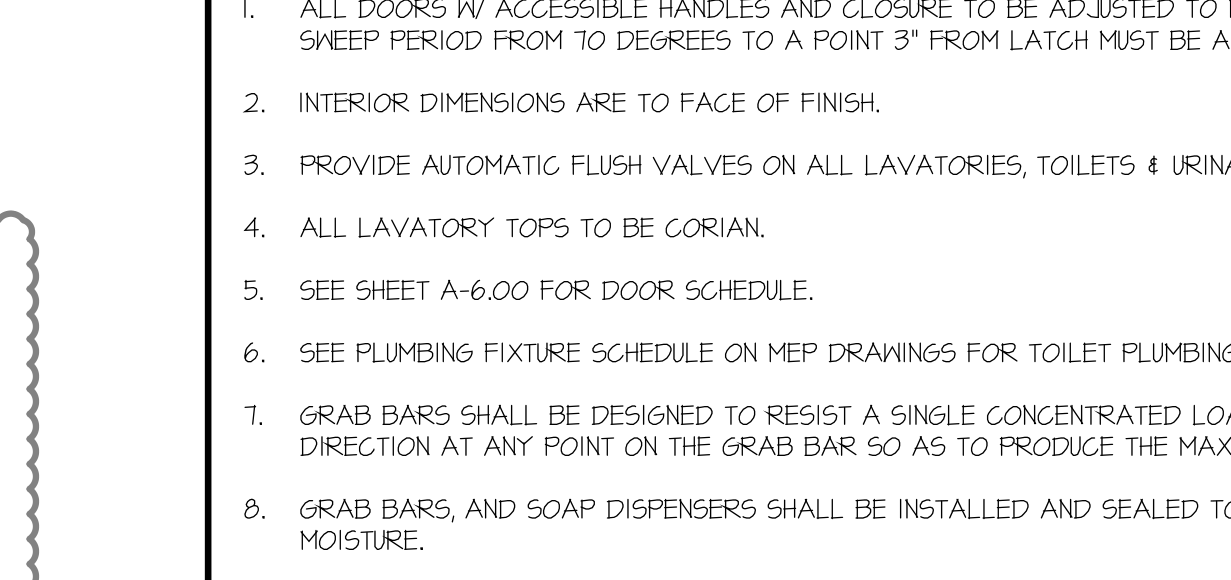 1. ALL DOORS W/ ACCESSIBLE HANDLES AND CLOSURE TO BE ADJUSTED TO
SWEEP PERIOD FROM 70 DEGREES TO A POINT 3" FROM LATCH MUST BE A
2. INTERIOR DIMENSIONS ARE TO FACE OF FINISH.
3. PROVIDE AUTOMATIC FLUSH VALVES ON ALL LAVATORIES, TOILETS & URINA
4. ALL LAVATORY TOPS TO BE CORIAN.
5. SEE SHEET A-6.00 FOR DOOR SCHEDULE.
6. SEE PLUMBING FIXTURE SCHEDULE ON MEP DRAWINGS FOR TOILET PLUMBING
7. GRAB BARS SHALL BE DESIGNED TO RESIST A SINGLE CONCENTRATED LOA
DIRECTION AT ANY POINT ON THE GRAB BAR SO AS TO PRODUCE THE MAX
8. GRAB BARS, AND SOAP DISPENSERS SHALL BE INSTALLED AND SEALED TO
MOISTURE.